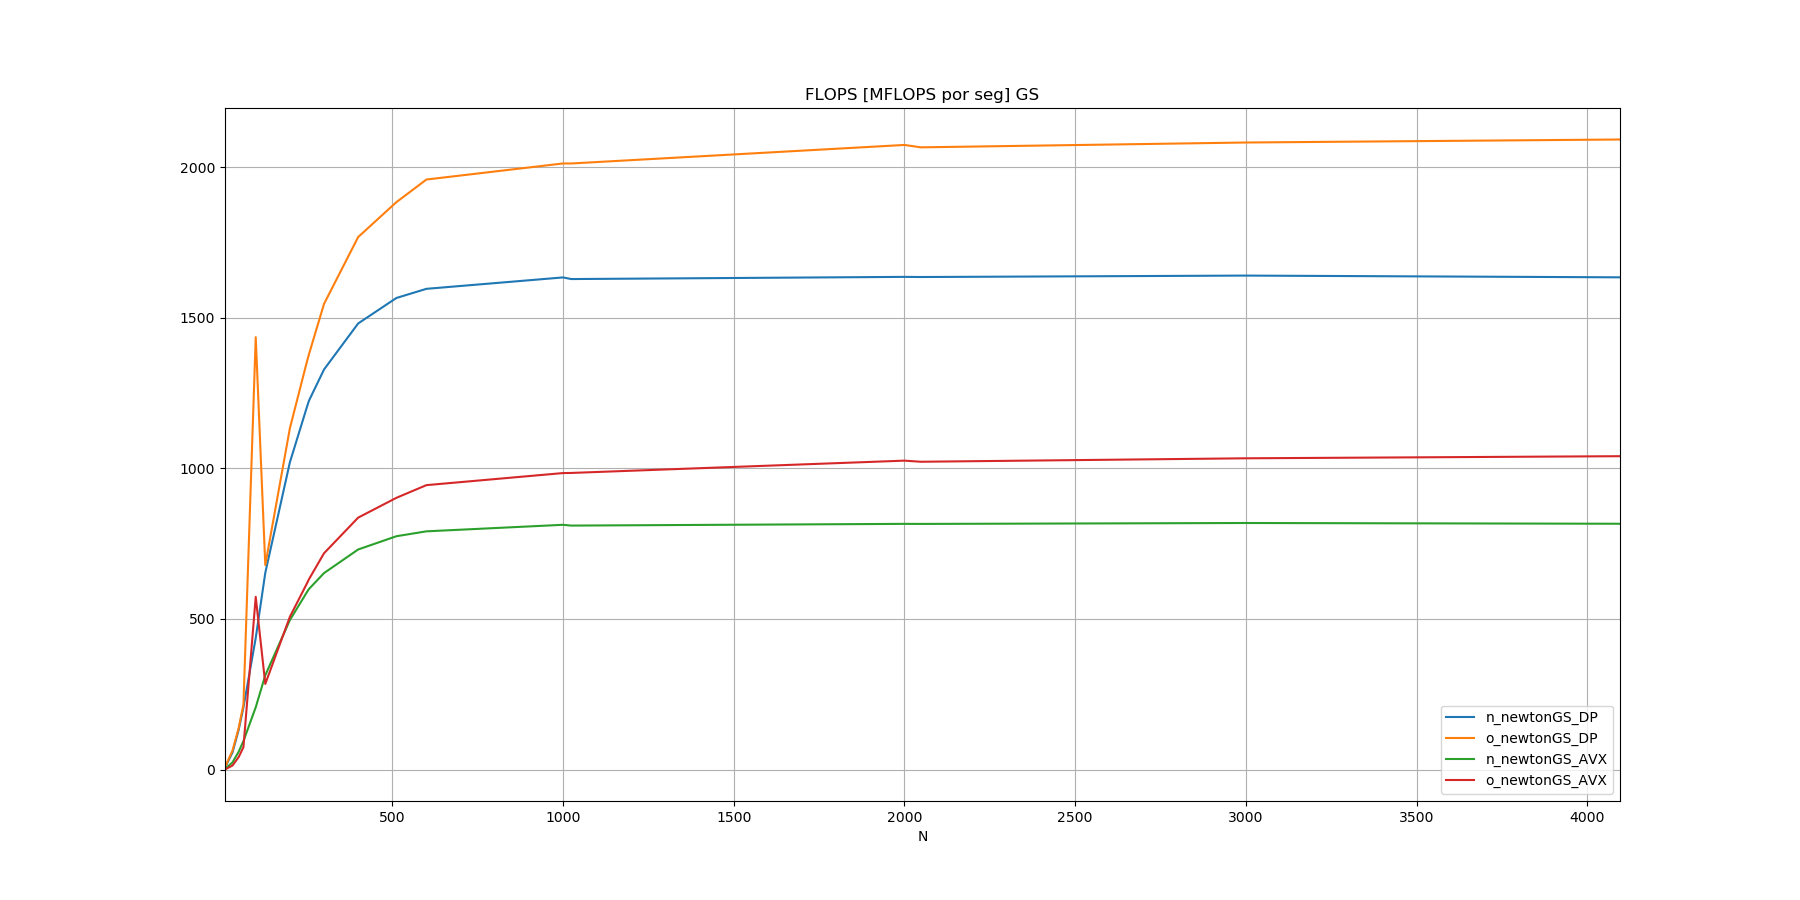 FLOPS [MFLOPS por seg] GS
2000
1500
1000
500
0
500 1000 1500 2000 2500 3000 3500 4000
N
n_newtonGS_DP
o_newtonGS_DP
n_newtonGS_AVX
o_newtonGS_AVX